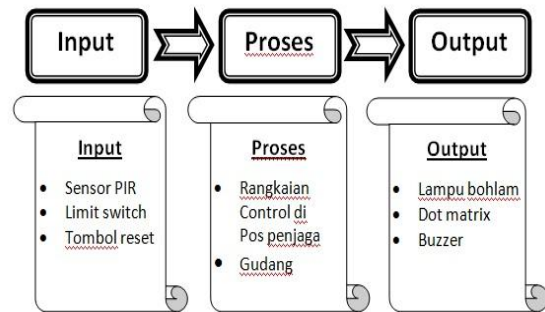 Input
Proses
Output
Input
• Sensor PIR
• Limit switch
• Tombol reset
Proses
• Rangkaian
Control di
Pos penjaga
• Gudang
Output
• Lampu bohlam
• Dot matrix
• Buzzer